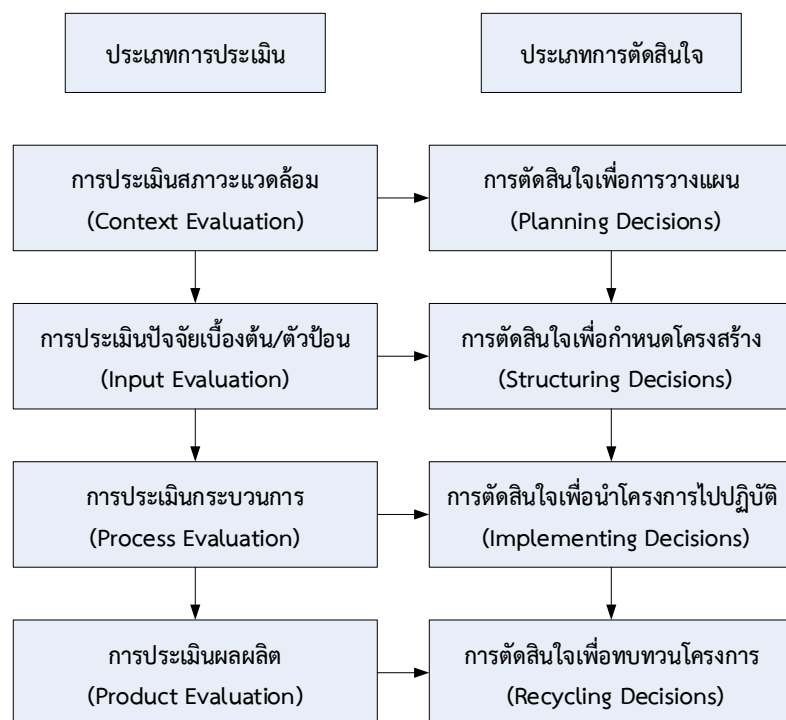 ประเภทการประเมิน
ประเภทการตัดสินใจ
การประเมินสภาวะแวดล้อม
(Context Evaluation)
การตัดสินใจเพื่อการวางแผน
(Planning Decisions)
การประเมินปัจจัยเบื้องต้น/ตัวป้อน
(Input Evaluation)
การตัดสินใจเพื่อกำหนดโครงสร้าง
(Structuring Decisions)
การประเมินกระบวนการ
(Process Evaluation)
การตัดสินใจเพื่อนำโครงการไปปฏิบัติ
(Implementing Decisions)
การประเมินผลผลิต
(Product Evaluation)
การตัดสินใจเพื่อทบทวนโครงการ
(Recycling Decisions)